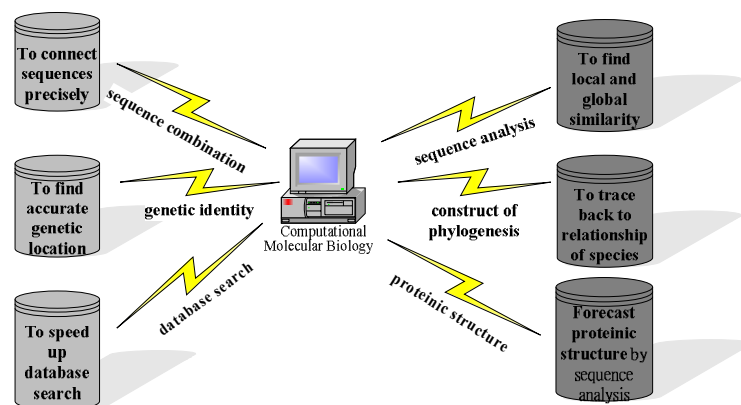 To connect
sequences
precisely
sequence combination
To find
accurate
genetic
location
genetic identity
To speed
up
database
search
database search
Computational
Molecular Biology
sequence analysis
To find
local and
global
similarity
construct of
phylogenesis
To trace
back to
relationship
of species
proteinic structure
Forecast
proteinic
structure by
sequence
analysis